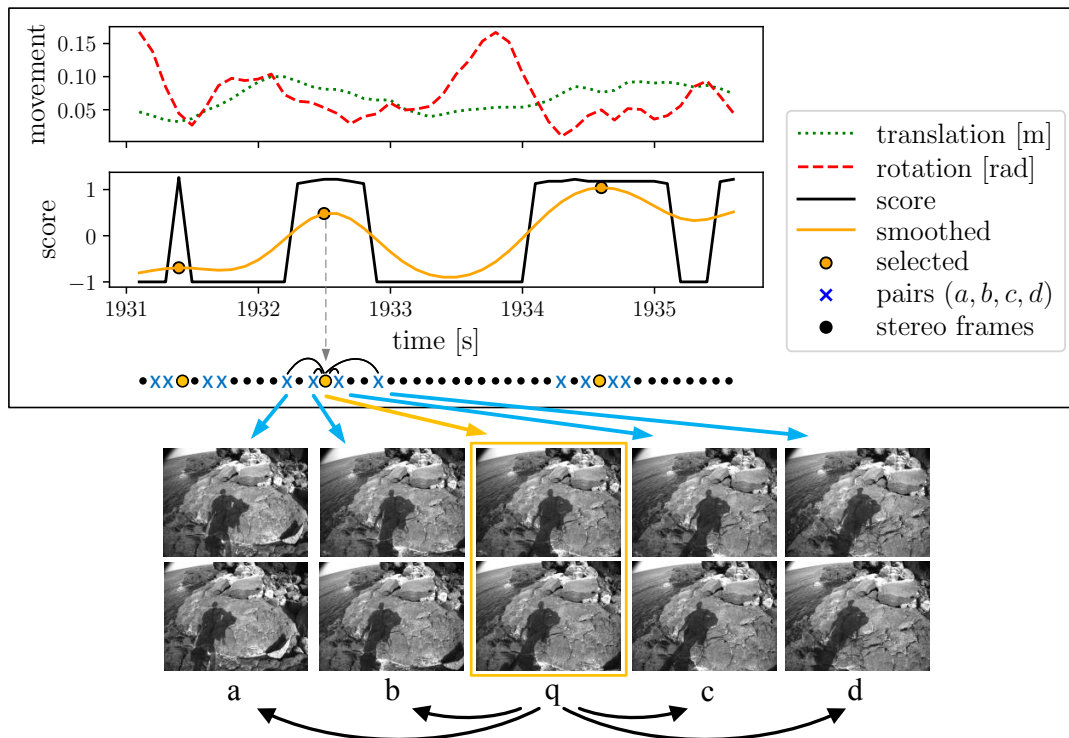 movement
0.15
0.10
0.05
score
1
0
−1
1931 1932 1933 1934 1935
time [s]
translation [m]
rotation [rad]
score
smoothed
selected
pairs (a, b, c, d)
stereo frames
a b q c d